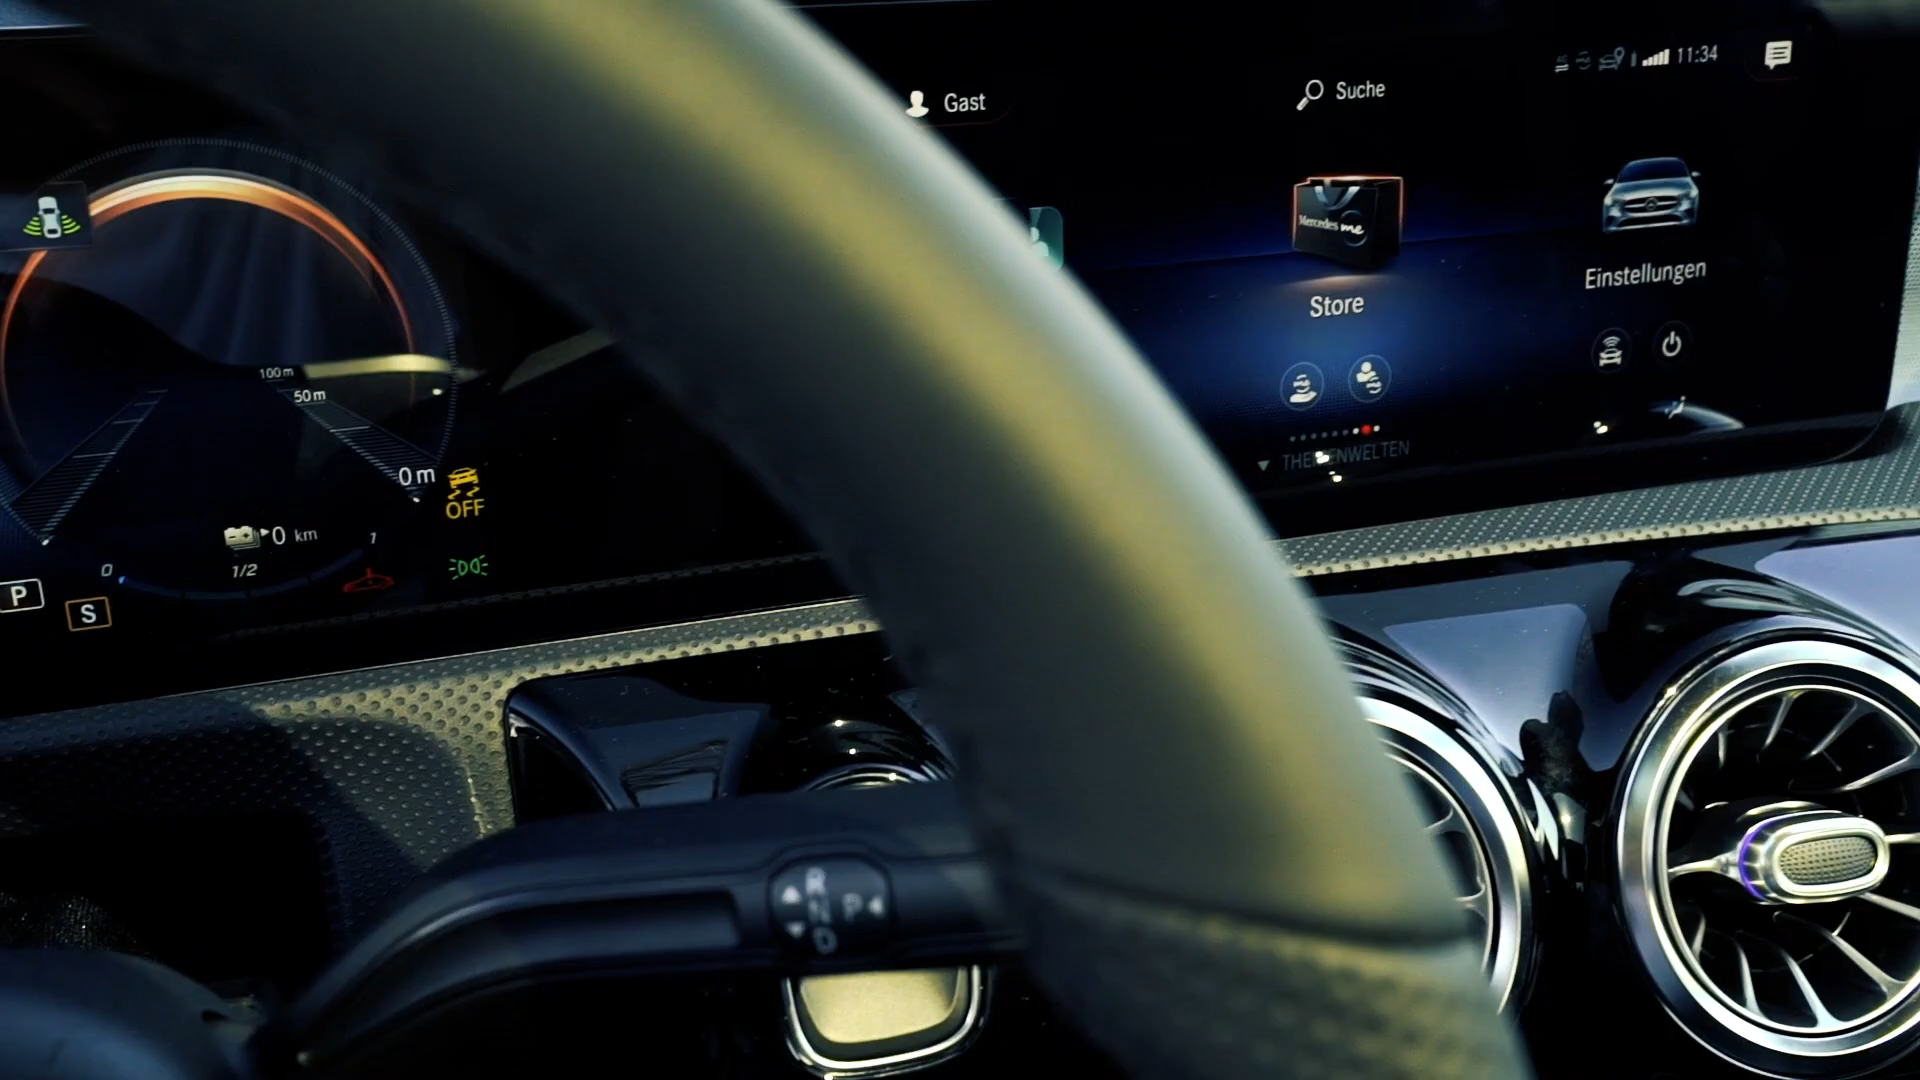 Gast
Suche
11:34
Mercedes me
Store
Einstellungen
100 m
50 m
0 m
OFF
0 km
0
1/2
1
P
S
R
N
D
P